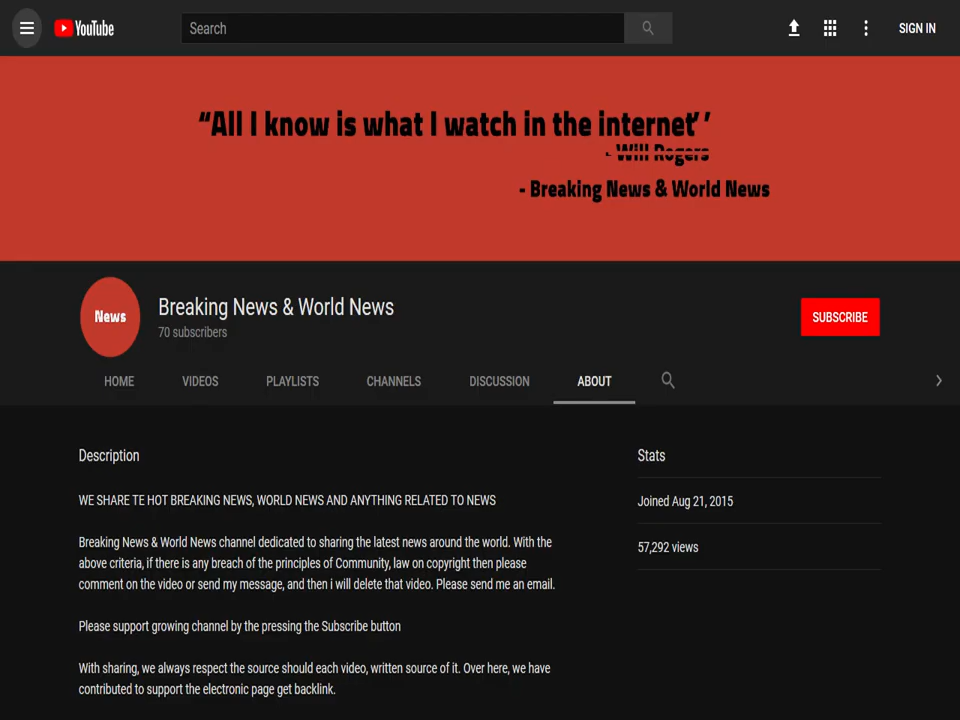 YouTube
Search
SIGN IN
“All I know is what I watch in the internet’’
- Will Rogers
- Breaking News & World News
News
Breaking News & World News
70 subscribers
SUBSCRIBE
HOME VIDEOS PLAYLISTS CHANNELS DISCUSSION ABOUT
Description
WE SHARE TE HOT BREAKING NEWS, WORLD NEWS AND ANYTHING RELATED TO NEWS
Breaking News & World News channel dedicated to sharing the latest news around the world. With the
above criteria, if there is any breach of the principles of Community, law on copyright then please
comment on the video or send my message, and then i will delete that video. Please send me an email.
Please support growing channel by the pressing the Subscribe button
With sharing, we always respect the source should each video, written source of it. Over here, we have
contributed to support the electronic page get backlink.
Stats
Joined Aug 21, 2015
57,292 views